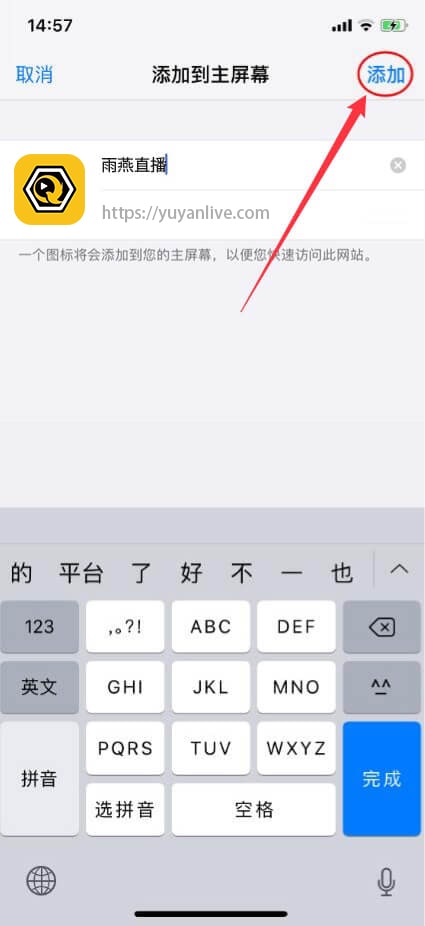 14:57
取消 添加到主屏幕 添加
雨燕直播
https://yuyanlive.com
一个图标将会添加到您的主屏幕，以便您快速访问此网站。
的 平台 了 好 不 一 也
123 ,。?! ABC DEF
英文 GHI JKL MNO ^^
拼音 PQRS TUV WXYZ 完成
选拼音 空格